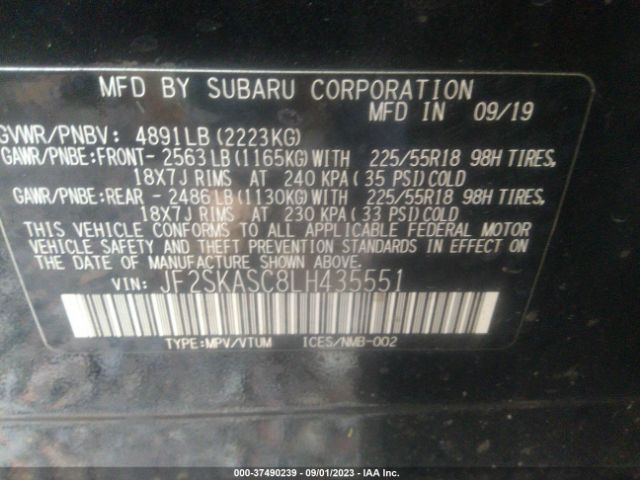 MFD BY SUBARU CORPORATION
MFD IN 09/19
GVWR/PNBV: 4891LB(2223KG)
GAWR/PNBE:FRONT- 2563LB(1165KG)WITH 225/55R18 98H TIRES,
18X7J RIMS AT 240 KPA( 35 PSI)COLD
GAWR/PNBE:REAR - 2486LB(1130KG)WITH 225/55R18 98H TIRES,
18X7J RIMS AT 230 KPA( 33 PSI)COLD
THIS VEHICLE CONFORMS TO ALL APPLICABLE FEDERAL MOTOR
VEHICLE SAFETY AND THEFT PREVENTION STANDARDS IN EFFECT ON
THE DATE OF MANUFACTURE SHOWN ABOVE.
VIN: JF2SKASC8LH435551
TYPE:MPV/VTUM ICES/NMB-002
000-37490239 - 09/01/2023 - IAA Inc.